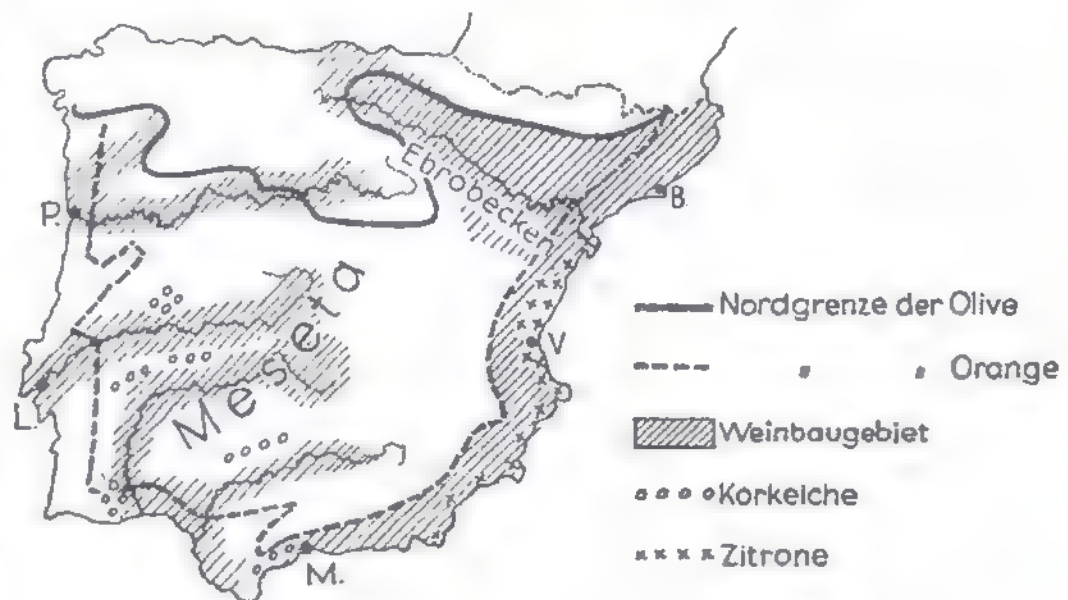 Ebrobecken
P.
B.
Meseta
V
L.
M.
Nordgrenze der Olive
" " Orange
Weinbaugebiet
Korkeiche
Zitrone